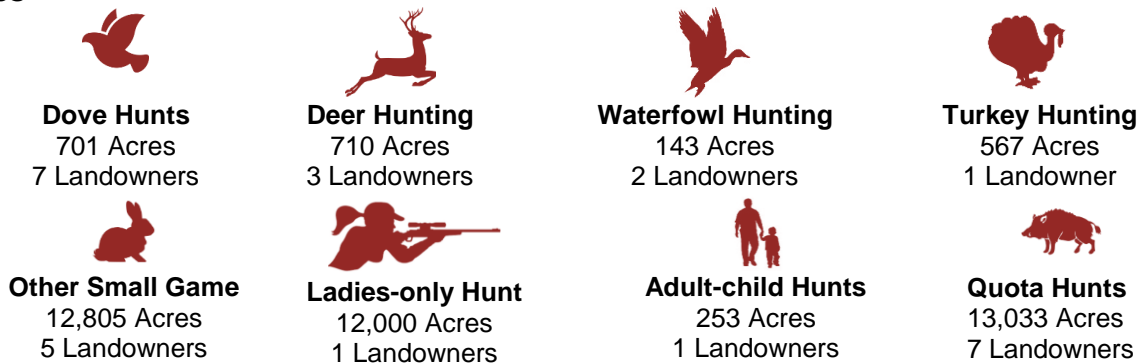 Dove Hunts
701 Acres
7 Landowners
Deer Hunting
710 Acres
3 Landowners
Waterfowl Hunting
143 Acres
2 Landowners
Turkey Hunting
567 Acres
1 Landowner
Other Small Game
12,805 Acres
5 Landowners
Ladies-only Hunt
12,000 Acres
1 Landowners
Adult-child Hunts
253 Acres
1 Landowners
Quota Hunts
13,033 Acres
7 Landowners